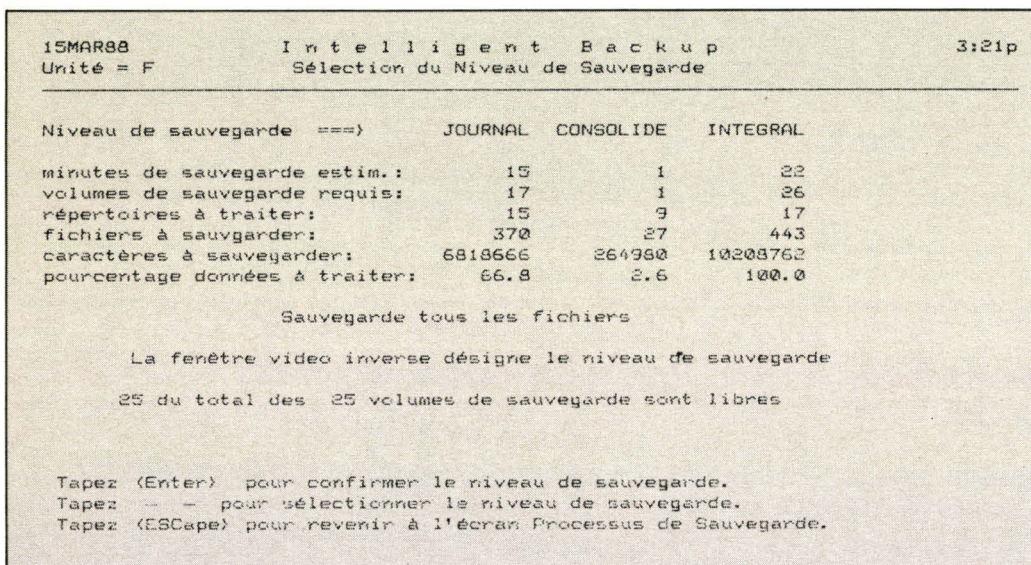 15MAR88 I n t e l l i g e n t B a c k u p 3:21p
Unité = F Sélection du Niveau de Sauvegarde
Niveau de sauvegarde ===> JOURNAL CONSOLIDE INTEGRAL
minutes de sauvegarde estim.: 15 1 22
volumes de sauvegarde requis: 17 1 26
répertoires à traiter: 15 9 17
fichiers à sauvgarder: 370 27 443
caractères à sauvegarder: 6818666 264980 10208762
pourcentage données à traiter: 66.8 2.6 100.0
Sauvegarde tous les fichiers
La fenêtre video inverse désigne le niveau de sauvegarde
25 du total des 25 volumes de sauvegarde sont libres
Tapez <Enter> pour confirmer le niveau de sauvegarde.
Tapez — — pour sélectionner le niveau de sauvegarde.
Tapez <ESCape> pour revenir à l'écran Processus de Sauvegarde.